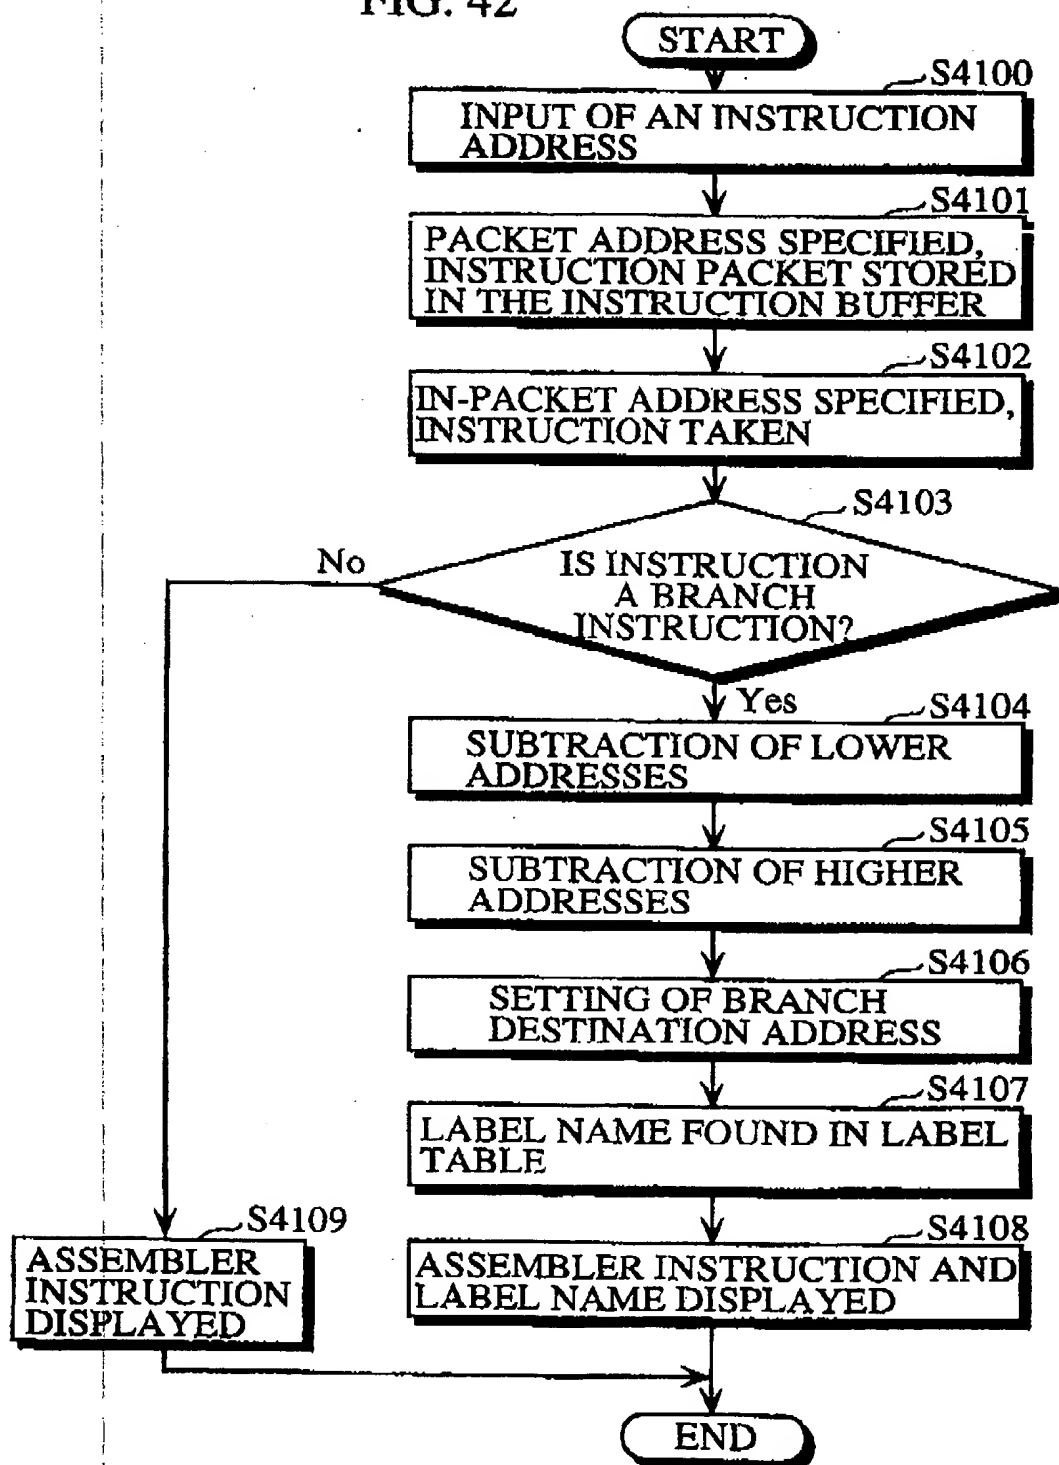 FIG. 42
START
S4100
INPUT OF AN INSTRUCTION
ADDRESS
S4101
PACKET ADDRESS SPECIFIED,
INSTRUCTION PACKET STORED
IN THE INSTRUCTION BUFFER
S4102
IN-PACKET ADDRESS SPECIFIED,
INSTRUCTION TAKEN
S4103
No
IS INSTRUCTION
A BRANCH
INSTRUCTION?
Yes
S4104
SUBTRACTION OF LOWER
ADDRESSES
S4105
SUBTRACTION OF HIGHER
ADDRESSES
S4106
SETTING OF BRANCH
DESTINATION ADDRESS
S4107
LABEL NAME FOUND IN LABEL
TABLE
S4109
ASSEMBLER
INSTRUCTION
DISPLAYED
S4108
ASSEMBLER INSTRUCTION AND
LABEL NAME DISPLAYED
END